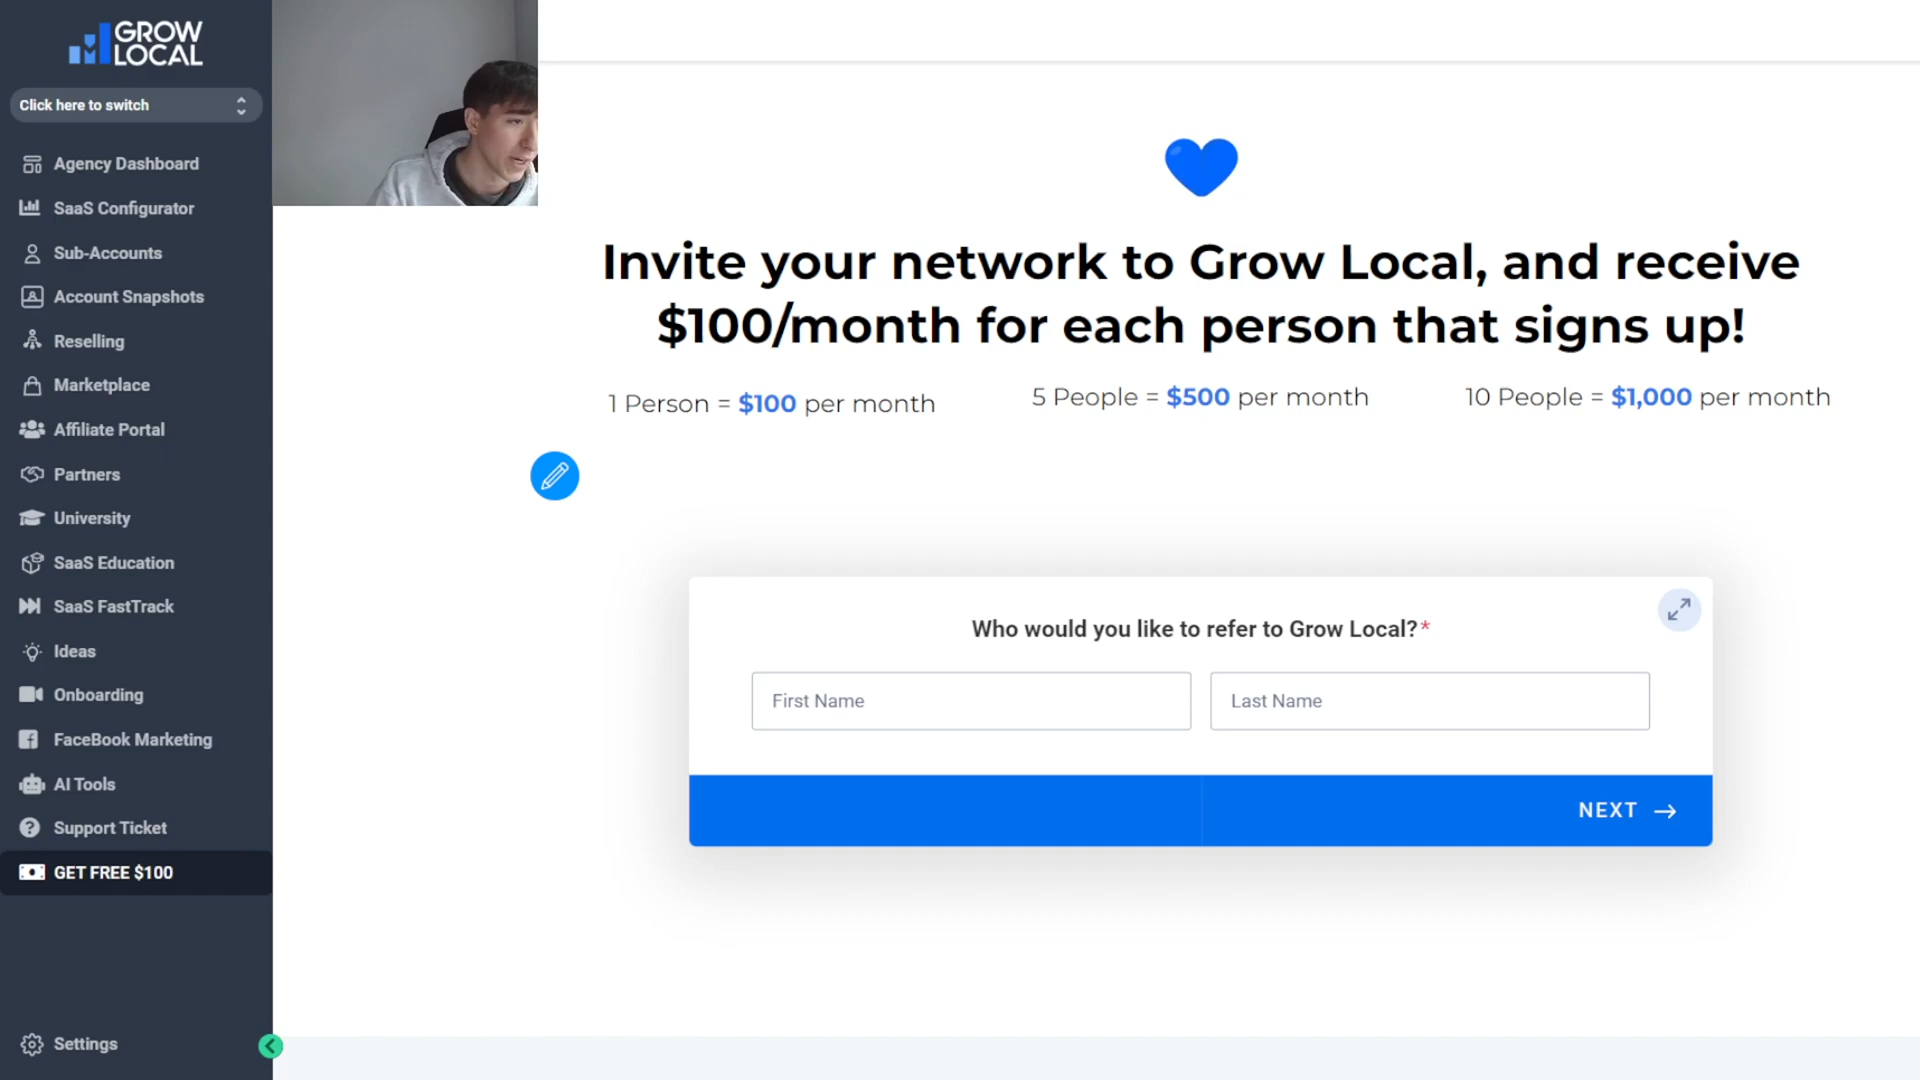 GROW
LOCAL
Click here to switch
Agency Dashboard
SaaS Configurator
Sub-Accounts
Account Snapshots
Reselling
Marketplace
Affiliate Portal
Partners
University
SaaS Education
SaaS FastTrack
Ideas
Onboarding
FaceBook Marketing
AI Tools
Support Ticket
GET FREE $100
Settings
Invite your network to Grow Local, and receive
$100/month for each person that signs up!
1 Person = $100 per month
5 People = $500 per month
10 People = $1,000 per month
Who would you like to refer to Grow Local?*
First Name
Last Name
NEXT →